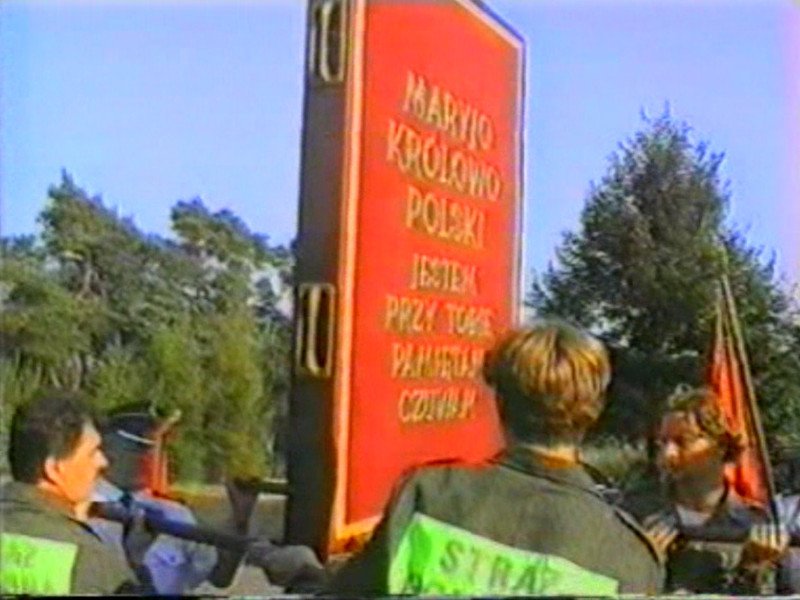 MARYJO
KRÓLOWO
POLSKI
JESTEM
PRZY TOBIE
PAMIĘTAM
CZUWAM
STRAŻ